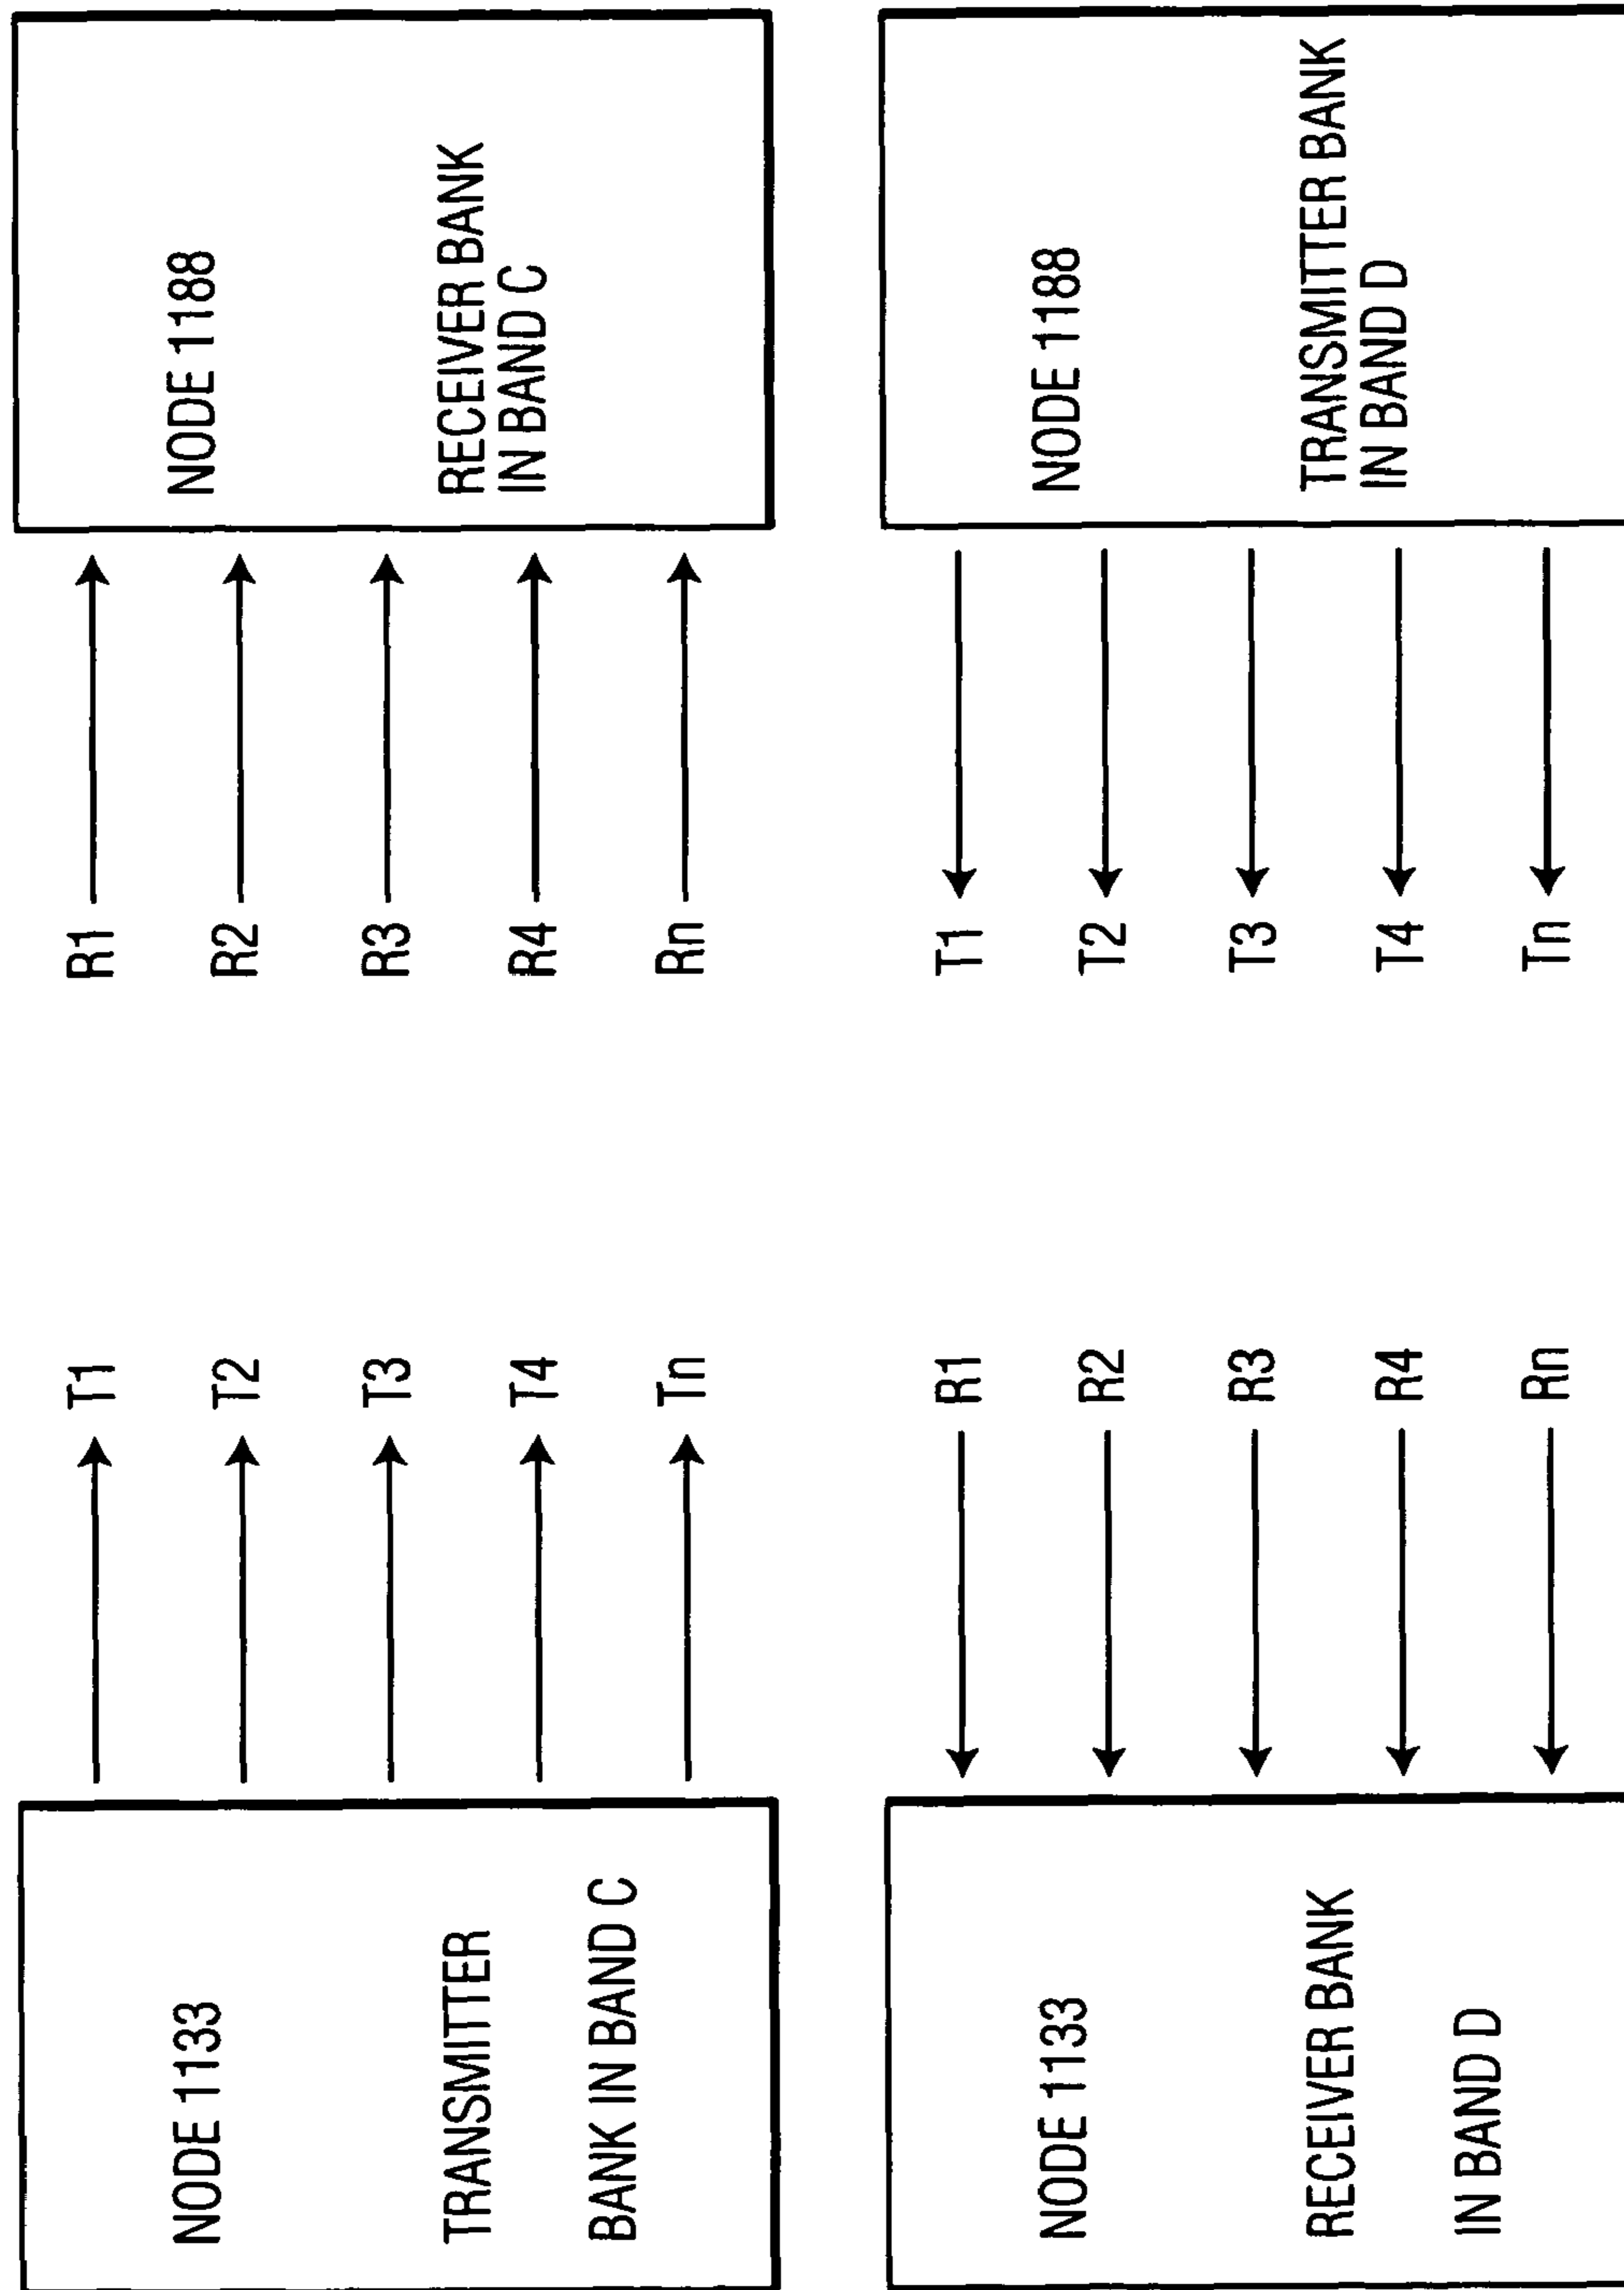 NODE 1133
TRANSMITTER
BANK IN BAND C
T1
T2
T3
T4
Tn
R1
R2
R3
R4
Rn
NODE 1188
RECEIVER BANK
IN BAND C
NODE 1133
RECEIVER BANK
IN BAND D
R1
R2
R3
R4
Rn
T1
T2
T3
T4
Tn
NODE 1188
TRANSMITTER BANK
IN BAND D